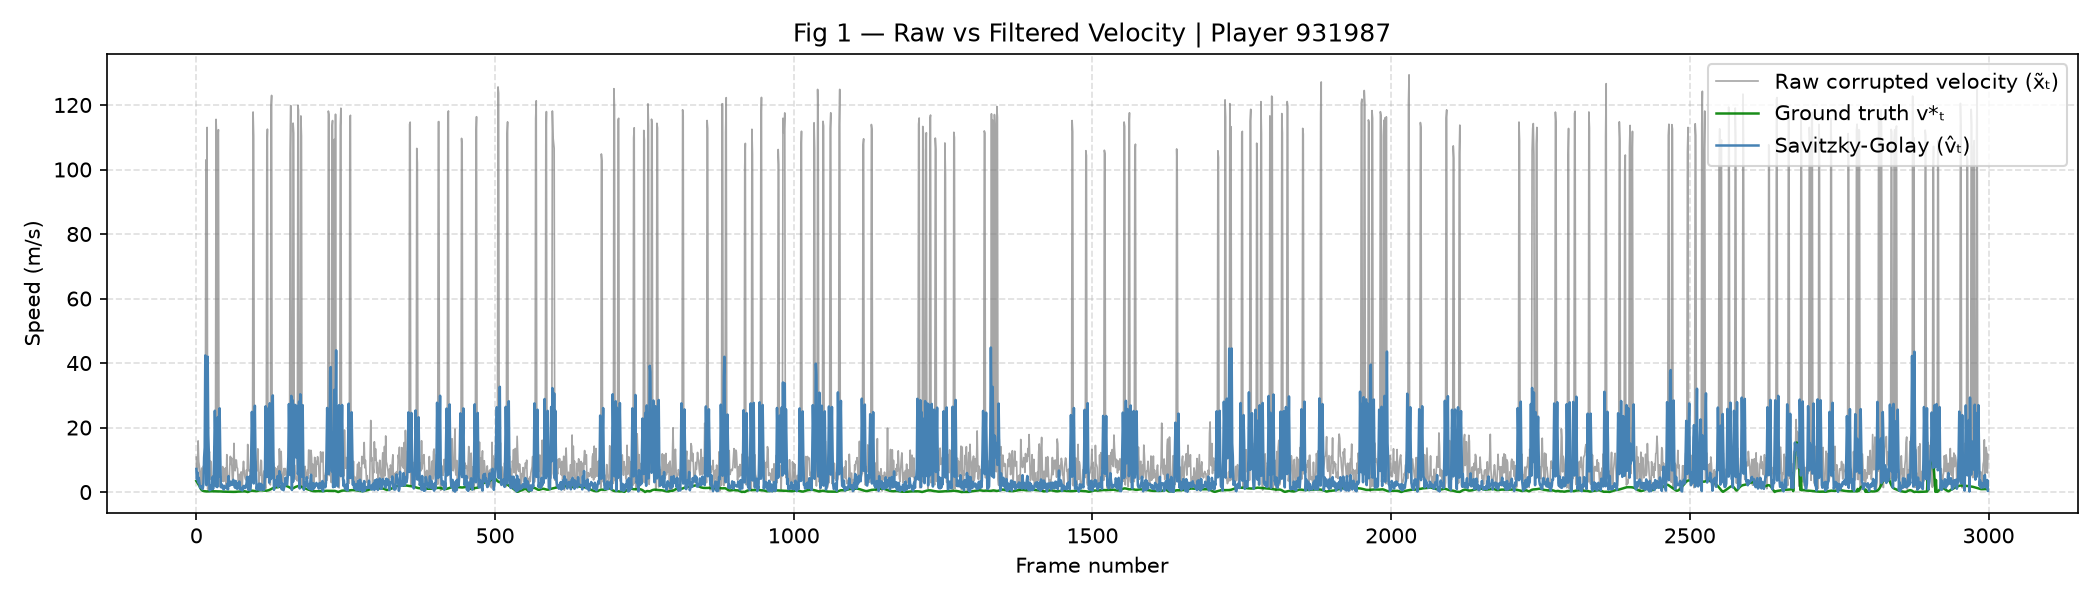 Fig 1 — Raw vs Filtered Velocity | Player 931987
Raw corrupted velocity (x̃ₜ)
Ground truth v*ₜ
Savitzky-Golay (v̂ₜ)
Speed (m/s)
120
100
80
60
40
20
0
0 500 1000 1500 2000 2500 3000
Frame number